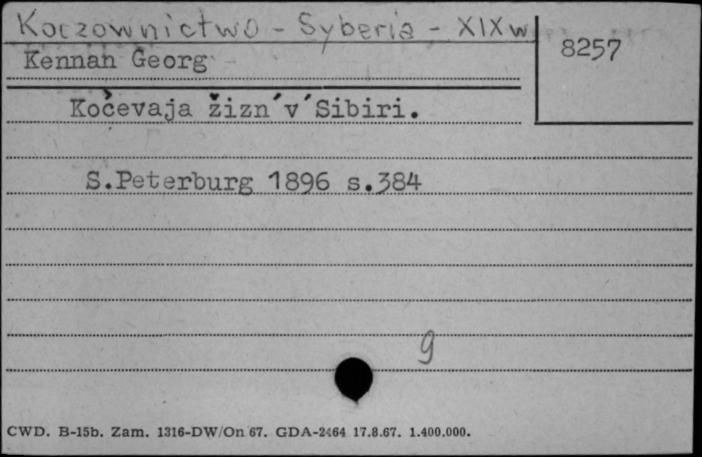 Koczownictwo - Syberia - XIX w
8257
Kennan Georg
Kočevaja žizn´v´Sibiri.
S.Peterburg 1896 s.384
9
CWD. B-15b. Zam. 1316-DW/On 67. GDA-2464 17.8.67. 1.400.000.